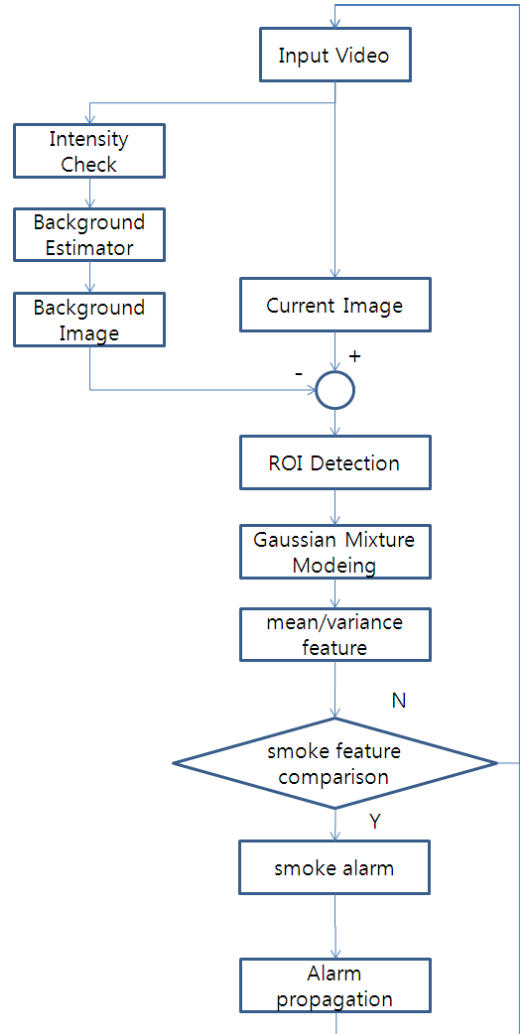 Input Video
Intensity
Check
Background
Estimator
Background
Image
Current Image
+
-
ROI Detection
Gaussian Mixture
Modeing
mean/variance
feature
N
smoke feature
comparison
Y
smoke alarm
Alarm
propagation